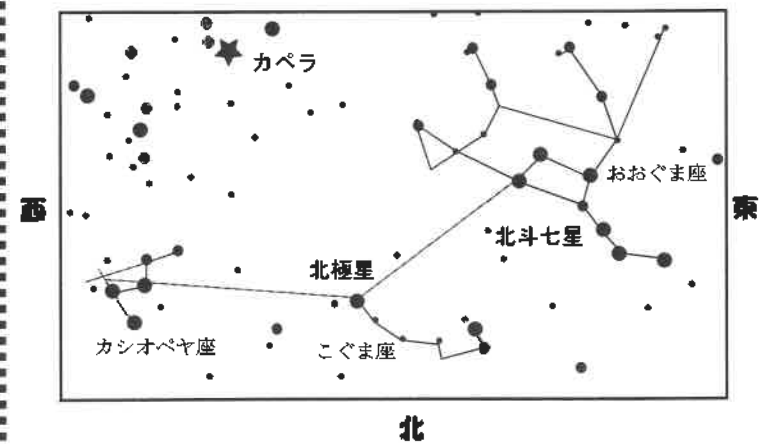 カペラ
おおぐま座
西
東
北斗七星
北極星
カシオペヤ座
こぐま座
北